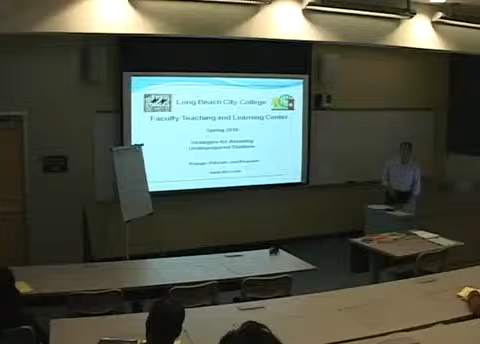 Long Beach City College
Faculty Teaching and Learning Center
Spring 2010
Strategies for Assisting
Underprepared Students